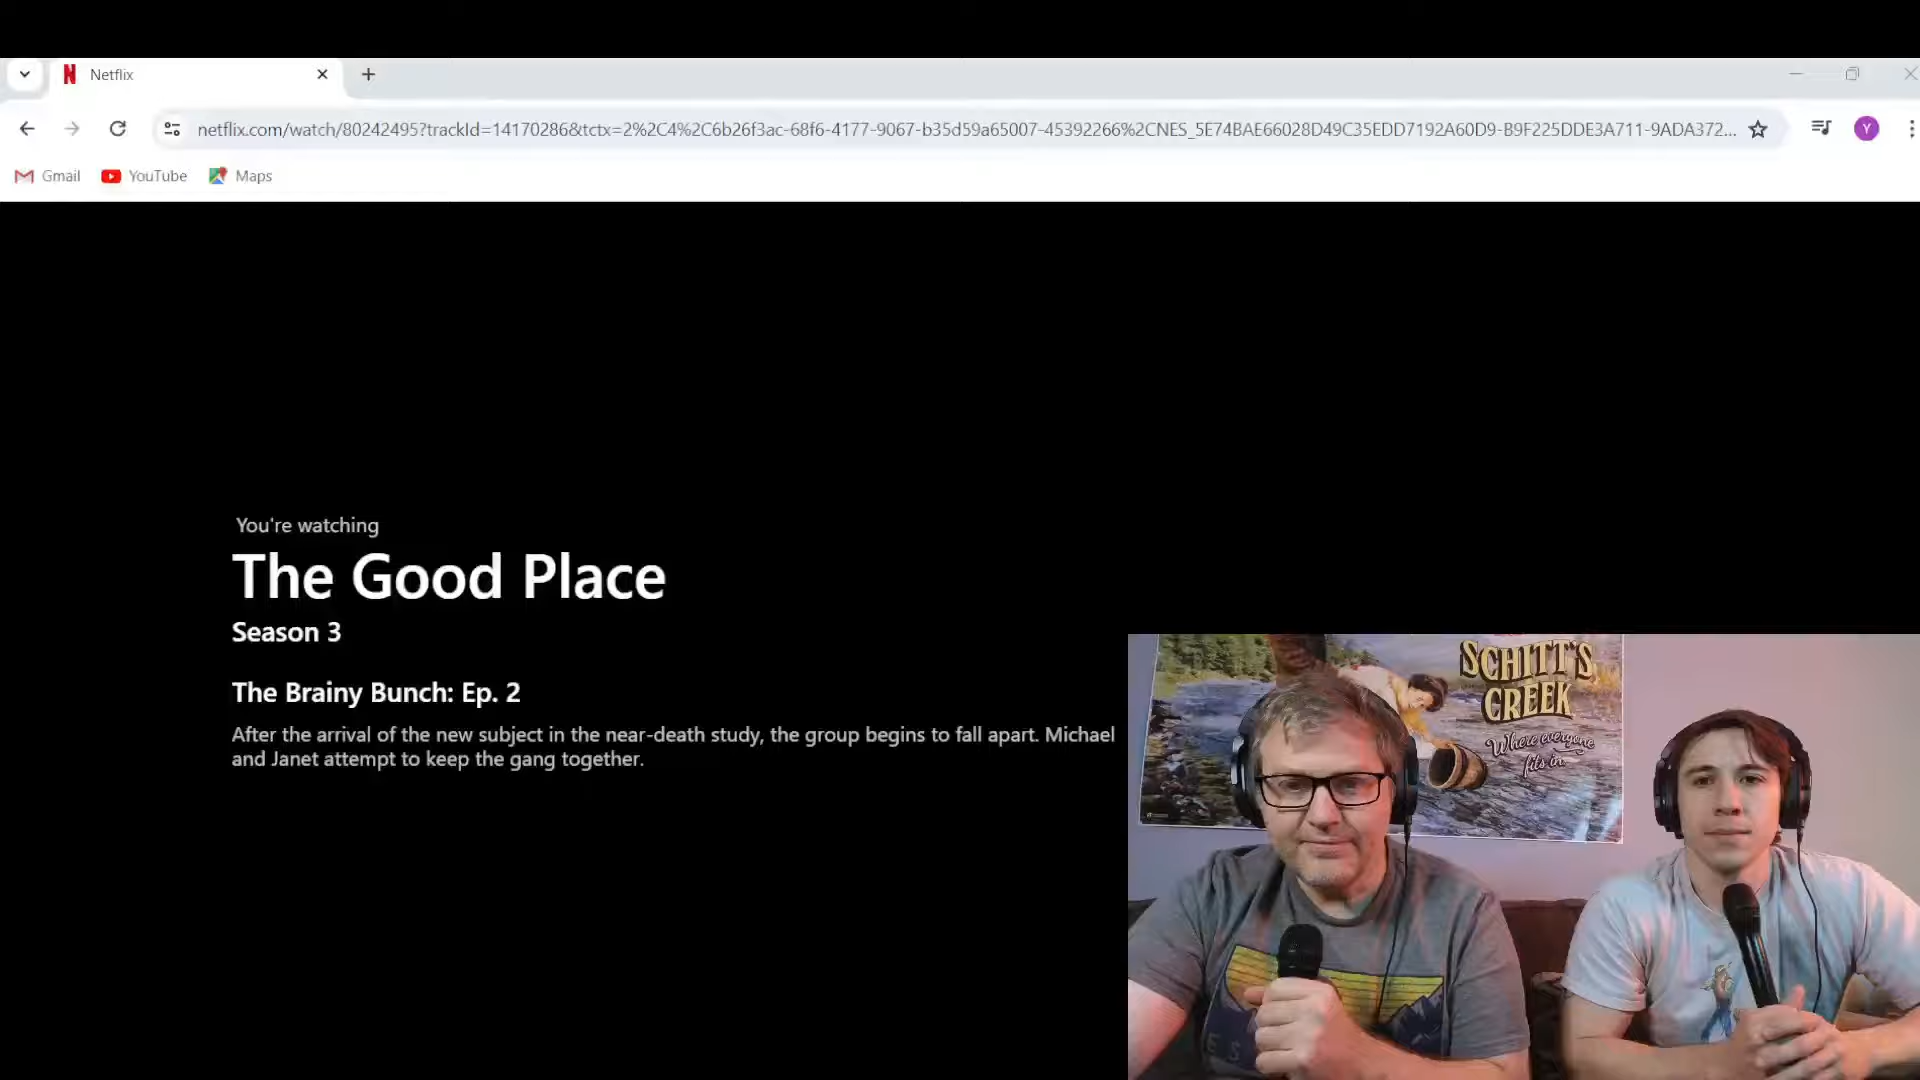 Netflix
netflix.com/watch/80242495?trackId=14170286&tctx=2%2C4%2C6b26f3ac-68f6-4177-9067-b35d59a65007-45392266%2CNES_5E74BAE66028D49C35EDD7192A60D9-B9F225DDE3A711-9ADA372...
Y
Gmail
YouTube
Maps
You're watching
The Good Place
Season 3
The Brainy Bunch: Ep. 2
After the arrival of the new subject in the near-death study, the group begins to fall apart. Michael
and Janet attempt to keep the gang together.
SCHITT'S
CREEK
Where everyone
fits in.